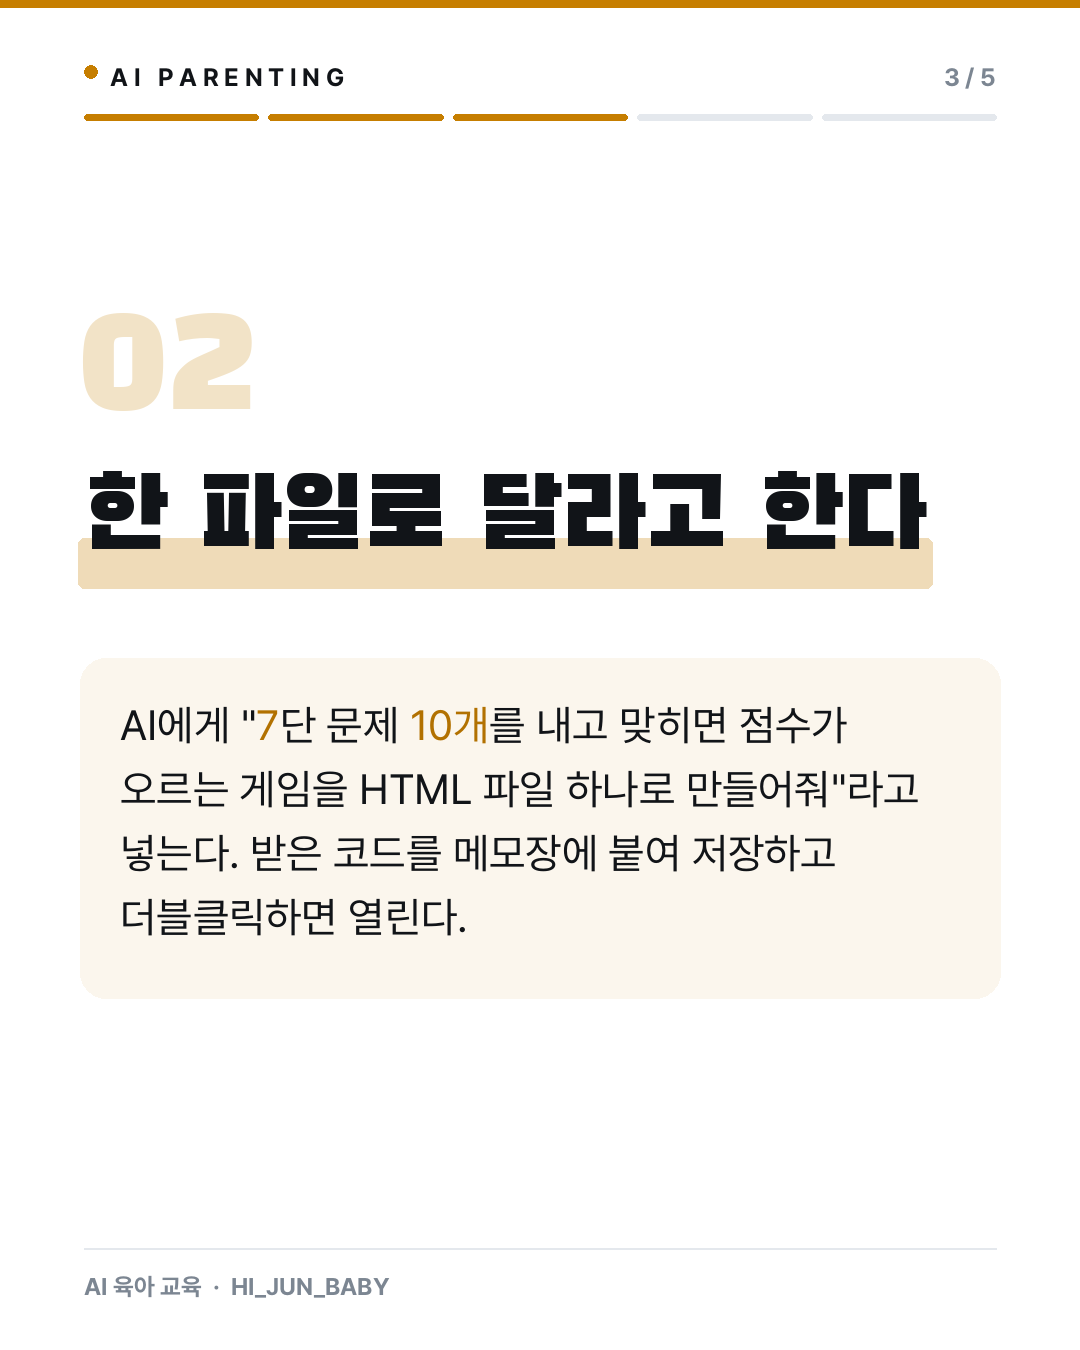 AI PARENTING
3/5
02
한 파일로 달라고 한다
AI에게 "7단 문제 10개를 내고 맞히면 점수가
오르는 게임을 HTML 파일 하나로 만들어줘"라고
넣는다. 받은 코드를 메모장에 붙여 저장하고
더블클릭하면 열린다.
AI 육아 교육 · HI_JUN_BABY